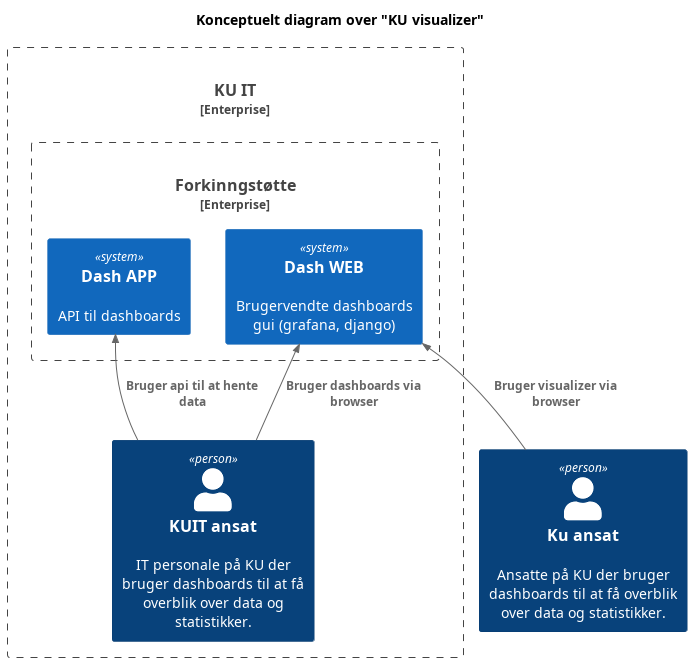 Konceptuelt diagram over "KU visualizer"
KU IT
[Enterprise]
Forkinngstøtte
[Enterprise]
«system»
Dash APP
API til dashboards
«system»
Dash WEB
Brugervendte dashboards
gui (grafana, django)
Bruger api til at hente
data
Bruger dashboards via
browser
Bruger visualizer via
browser
«person»
KUIT ansat
IT personale på KU der
bruger dashboards til at få
overblik over data og
statistikker.
«person»
Ku ansat
Ansatte på KU der bruger
dashboards til at få overblik
over data og statistikker.